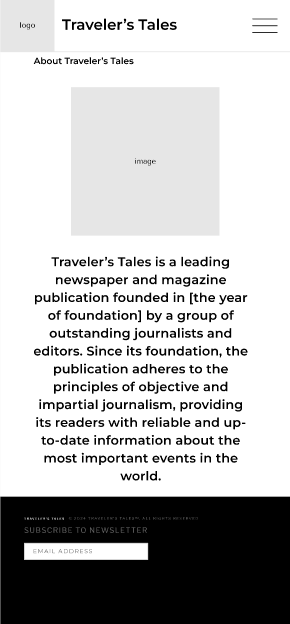 logo
Traveler's Tales
About Traveler's Tales
image
Traveler's Tales is a leading
newspaper and magazine
publication founded in [the year
of foundation] by a group of
outstanding journalists and
editors. Since its foundation, the
publication adheres to the
principles of objective and
impartial journalism, providing
its readers with reliable and up-
to-date information about the
most important events in the
world.
TRAVELER'S TALES © 2024 TRAVELER'S TALES™. ALL RIGHTS RESERVED
SUBSCRIBE TO NEWSLETTER
EMAIL ADDRESS